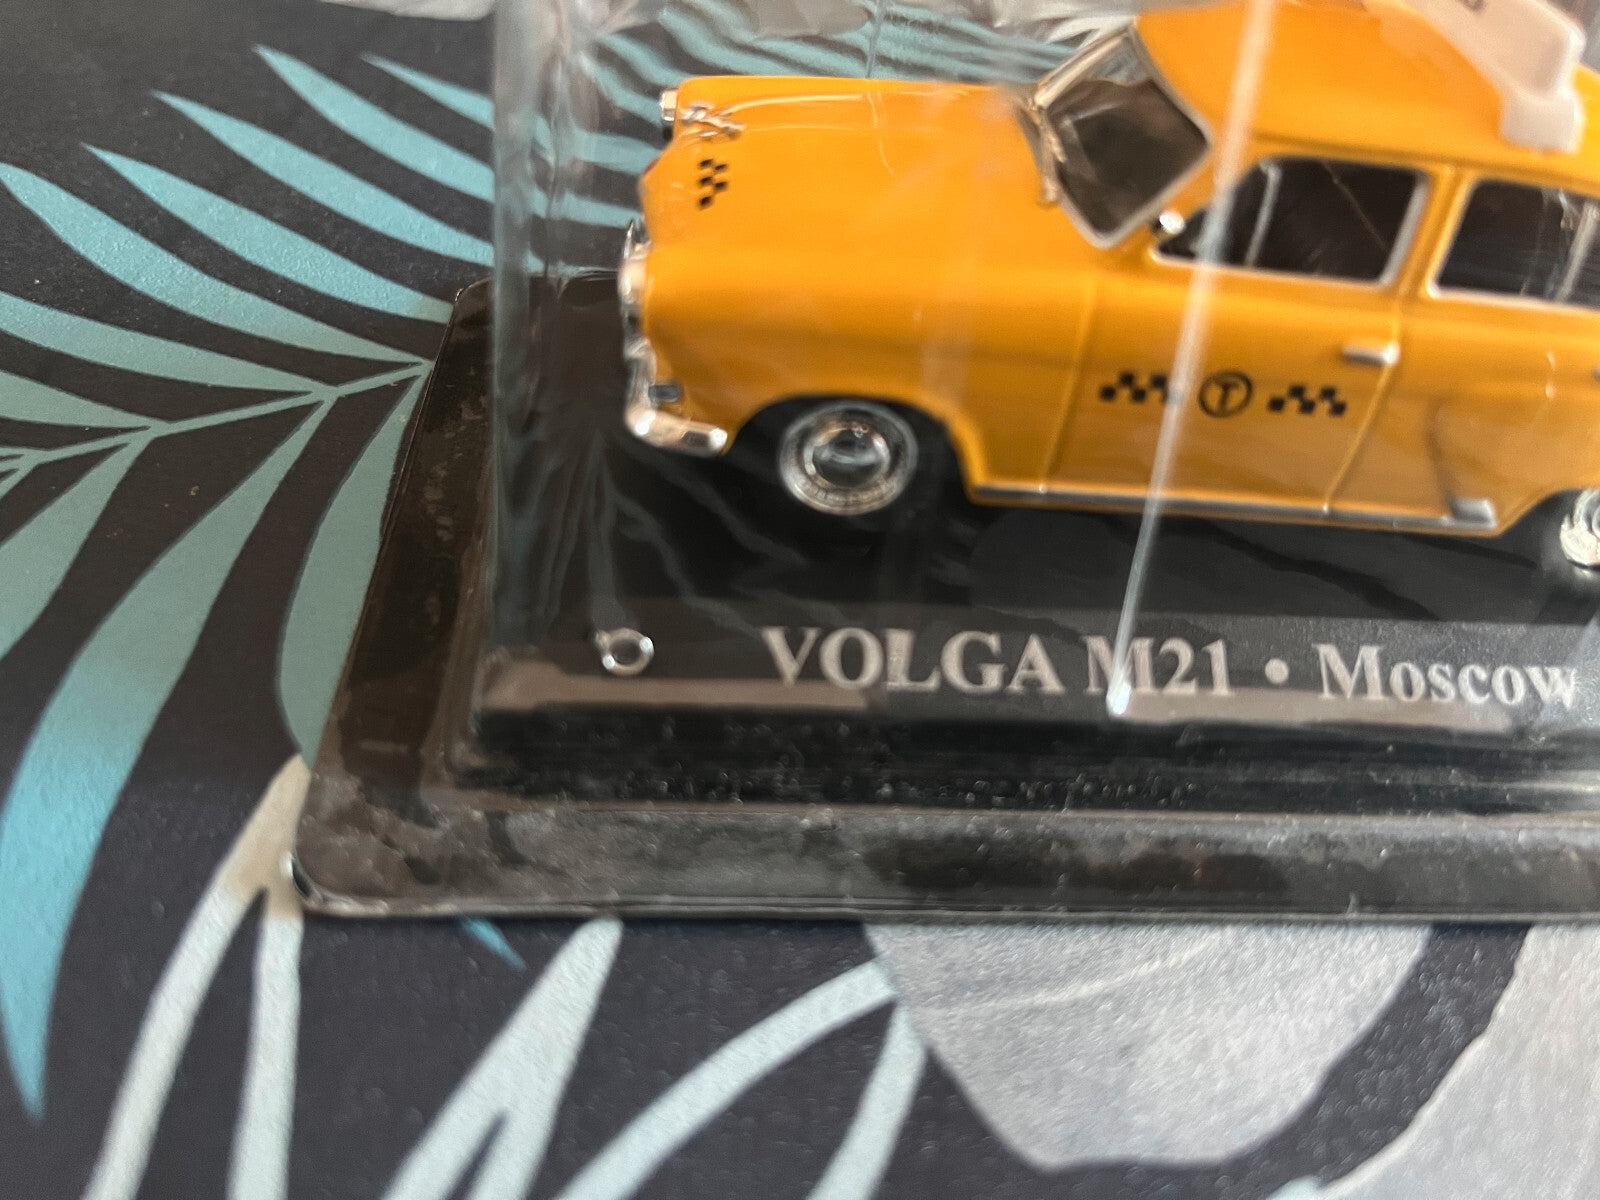 T
VOLGA M21 • Moscow